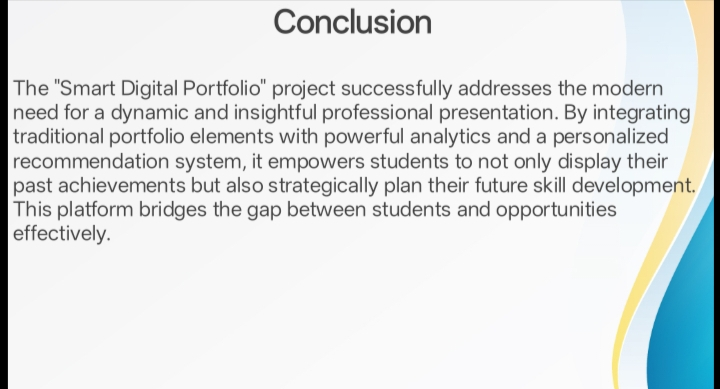 Conclusion
The "Smart Digital Portfolio" project successfully addresses the modern
need for a dynamic and insightful professional presentation. By integrating
traditional portfolio elements with powerful analytics and a personalized
recommendation system, it empowers students to not only display their
past achievements but also strategically plan their future skill development.
This platform bridges the gap between students and opportunities
effectively.